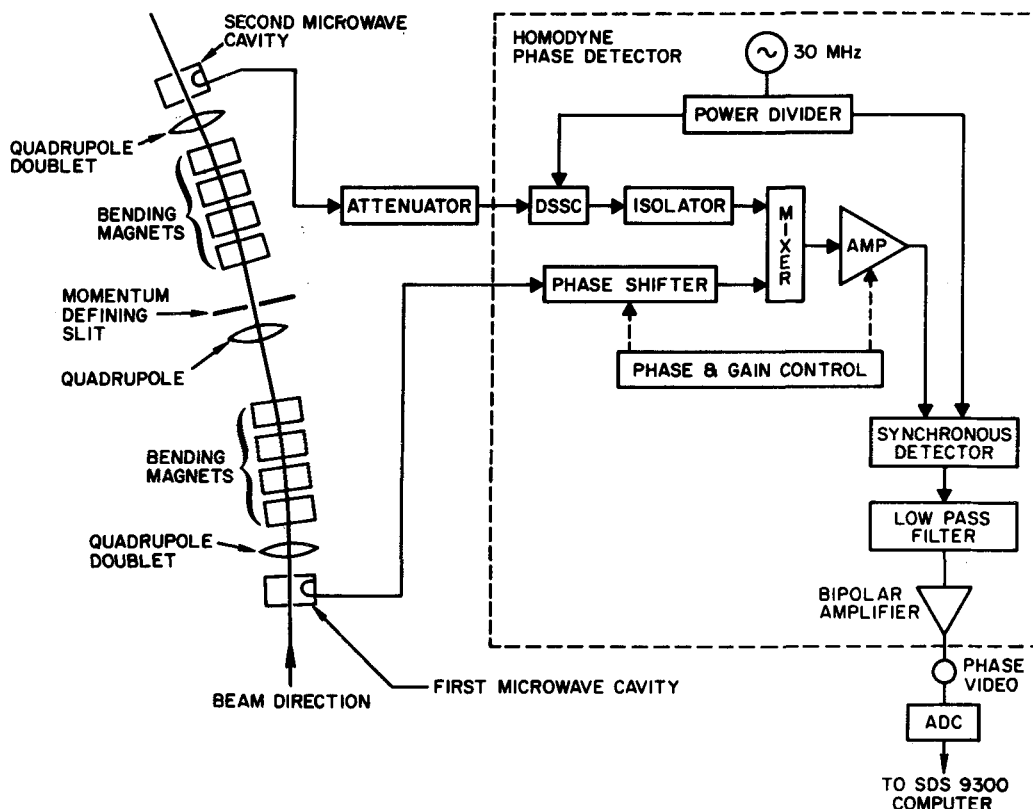 SECOND MICROWAVE
CAVITY
HOMODYNE
PHASE DETECTOR
30 MHz
POWER DIVIDER
QUADRUPOLE
DOUBLET
BENDING
MAGNETS
ATTENUATOR
DSSC
ISOLATOR
MIXER
AMP
MOMENTUM
DEFINING
SLIT
PHASE SHIFTER
QUADRUPOLE
PHASE & GAIN CONTROL
BENDING
MAGNETS
SYNCHRONOUS
DETECTOR
QUADRUPOLE
DOUBLET
LOW PASS
FILTER
BIPOLAR
AMPLIFIER
BEAM DIRECTION
FIRST MICROWAVE CAVITY
PHASE
VIDEO
ADC
TO SDS 9300
COMPUTER